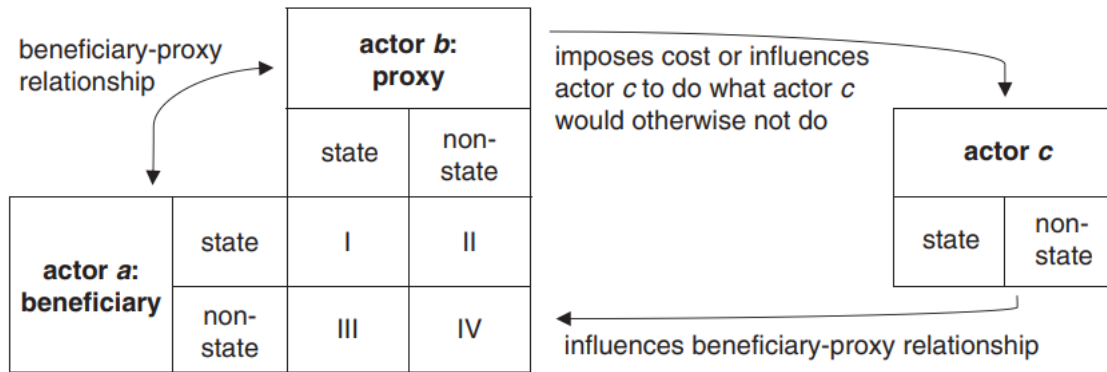 beneficiary-proxy
relationship
actor b:
proxy
imposes cost or influences
actor c to do what actor c
would otherwise not do
state
non-
state
actor c
state
non-
state
actor a:
beneficiary
state
I
II
non-
state
III
IV
influences beneficiary-proxy relationship